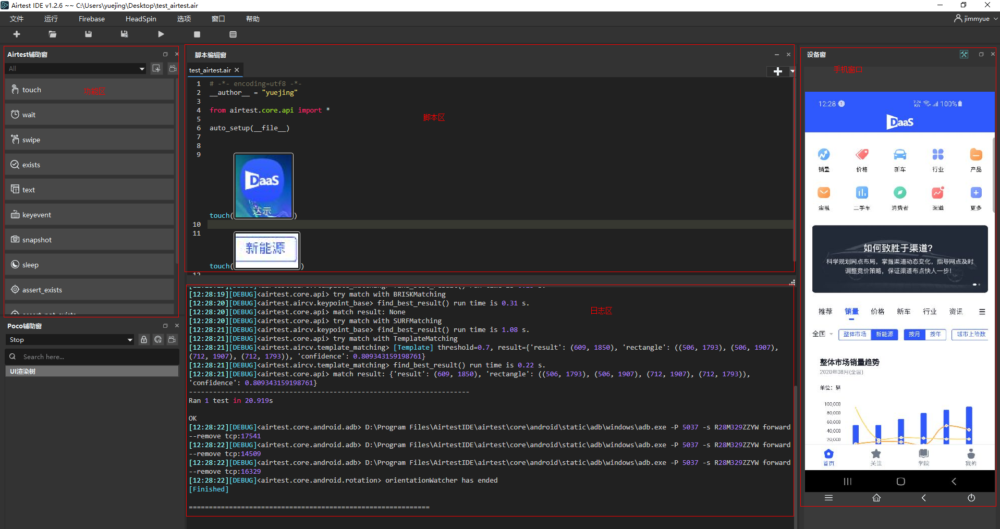 Airtest IDE v1.2.6 ~~ C:\Users\yuejing\Desktop\test_airtest.air
文件 运行 Firebase HeadSpin 选项 窗口 帮助
jimmyue
Airtest辅助窗
All
touch
功能区
wait
swipe
exists
text
keyevent
snapshot
sleep
assert_exists
assert_not_exists
Poco辅助窗
Stop
Search here...
UI渲染树
脚本编辑窗
test_airtest.air
1 # -*- encoding=utf8 -*-
2 __author__ = "yuejing"
3
4 from airtest.core.api import *
5
脚本区
6 auto_setup(__file__)
7
8
9
DaaS
达示
touch( )
10
11
新能源
touch( )
12
[12:28:19][DEBUG]<airtest.core.api> try match with BRISKMatching
[12:28:20][DEBUG]<airtest.aircv.keypoint_base> find_best_result() run time is 0.31 s.
日志区
[12:28:20][DEBUG]<airtest.core.api> match result: None
[12:28:20][DEBUG]<airtest.core.api> try match with SURFMatching
[12:28:21][DEBUG]<airtest.aircv.keypoint_base> find_best_result() run time is 1.08 s.
[12:28:21][DEBUG]<airtest.core.api> try match with TemplateMatching
[12:28:21][DEBUG]<airtest.aircv.template_matching> [Template] threshold=0.7, result={'result': (609, 1850), 'rectangle': ((506, 1793), (506, 1907),
(712, 1907), (712, 1793)), 'confidence': 0.809343159198761}
[12:28:21][DEBUG]<airtest.aircv.template_matching> find_best_result() run time is 0.22 s.
[12:28:21][DEBUG]<airtest.core.api> match result: {'result': (609, 1850), 'rectangle': ((506, 1793), (506, 1907), (712, 1907), (712, 1793)),
'confidence': 0.809343159198761}
----------------------------------------------------------------------
Ran 1 test in 20.919s
OK
[12:28:22][DEBUG]<airtest.core.android.adb> D:\Program Files\AirtestIDE\airtest\core\android\static\adb\windows\adb.exe -P 5037 -s R28M329ZZYW forward
--remove tcp:17541
[12:28:22][DEBUG]<airtest.core.android.adb> D:\Program Files\AirtestIDE\airtest\core\android\static\adb\windows\adb.exe -P 5037 -s R28M329ZZYW forward
--remove tcp:14509
[12:28:22][DEBUG]<airtest.core.android.adb> D:\Program Files\AirtestIDE\airtest\core\android\static\adb\windows\adb.exe -P 5037 -s R28M329ZZYW forward
--remove tcp:16329
[12:28:22][DEBUG]<airtest.core.android.rotation> orientationWatcher has ended
[Finished]
============================================================
设备窗
手机窗口
12:28 7.74 K/s 100%
DaaS
销量 价格 新车 行业 产品
金融 二手车 消费者 渠道 更多
如何致胜于渠道?
科学规划网点布局，掌握渠道动态变化，指导网点及时
调整竞价策略，保证渠道布点快人一步!
推荐 销量 价格 新车 行业 资讯
全国 整体市场 新能源 按月 按年 城市上险数
整体市场销量趋势
2020年08月(全国)
单位：辆
100,000
80,000
60,000
40,000
20,000
首页 关注 学院 我的